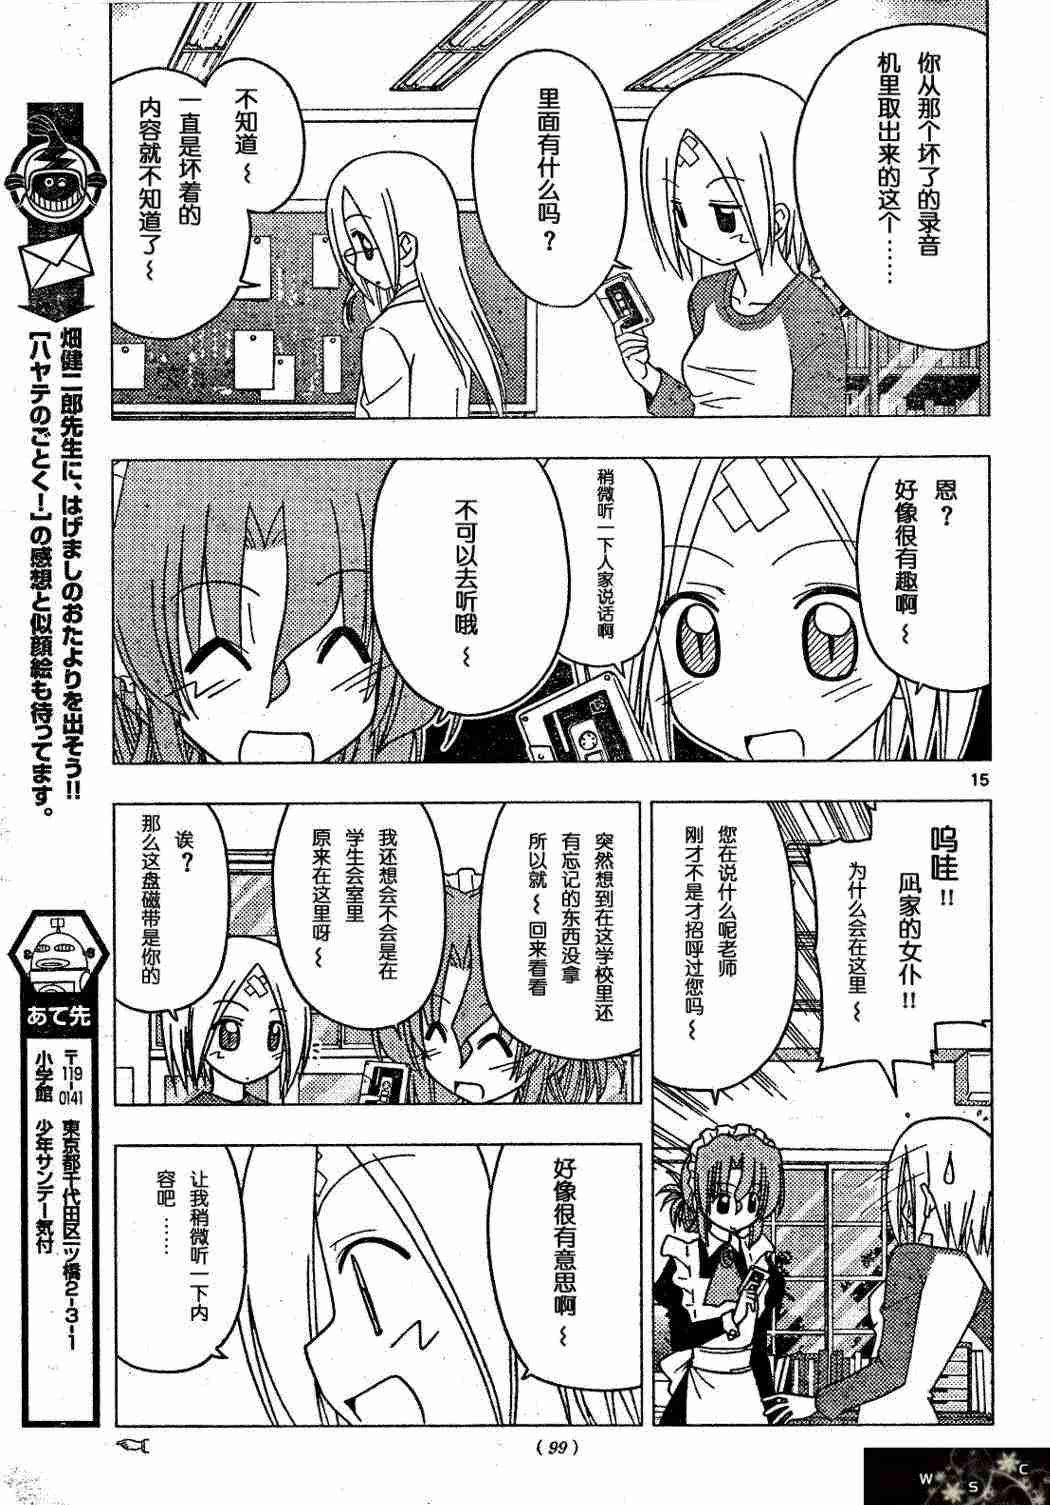 你从那个坏了的录音
机里取出来的这个……
里面有什么吗？
不知道～
一直是坏着的
内容就不知道了～
恩？
好像很有趣啊～
稍微听一下人家说话啊
不可以去听哦～
15
呜哇!!
凪家的女仆!!
为什么会在这里～
您在说什么呢老师
刚才不是才招呼过您吗～
突然想到在这学校里还
有忘记的东西没拿
所以就～回来看看
我还想会不会是在
学生会室里
原来在这里呀～
诶？
那么这盘磁带是你的
好像很有意思啊～
让我稍微听一下内
容吧……
(99)
畑健二郎先生に、はげましのおたよりを出そう!!
［ハヤテのごとく！］の感想と似顔絵も待ってます。
あて先
〒119-0141 東京都千代田区一ツ橋2-3-1
小学館 少年サンデー気付
W S C